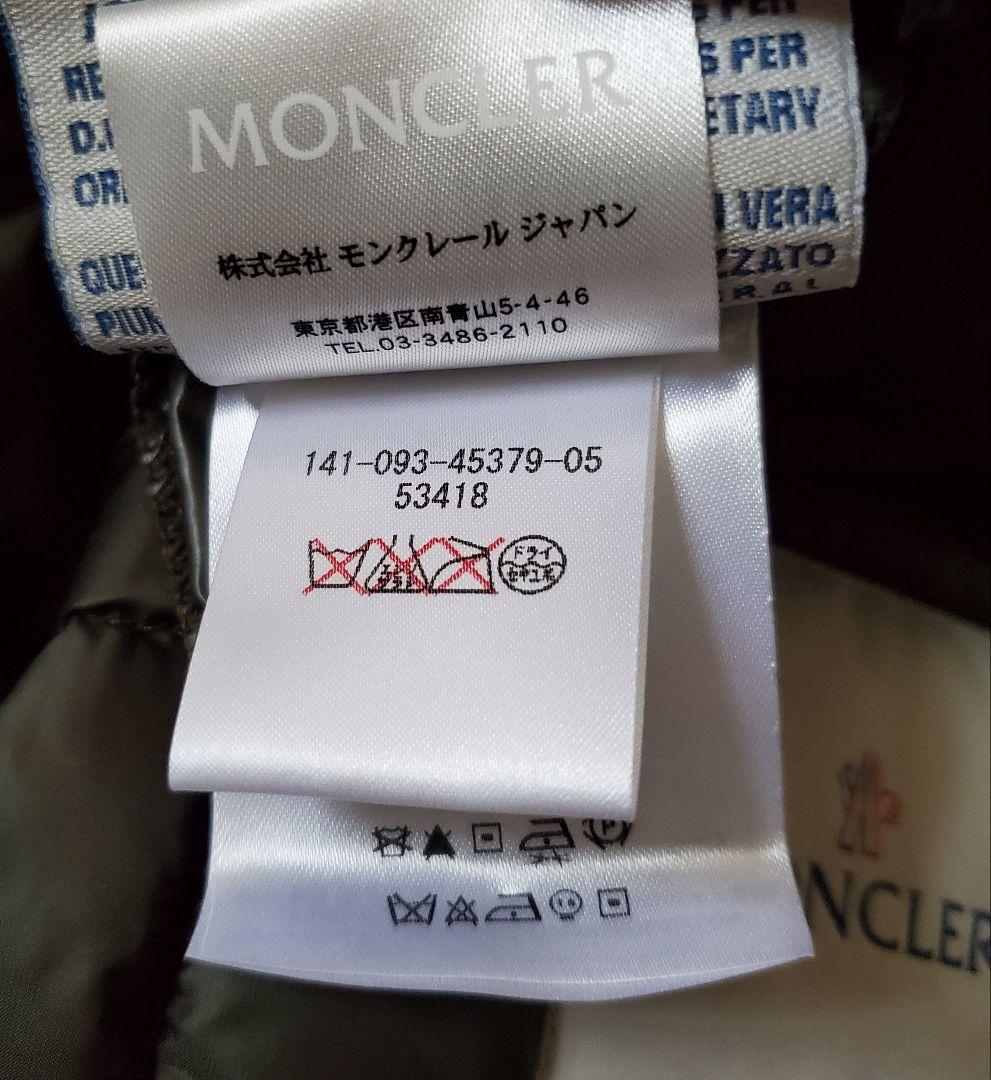 S PER
RE
D.
ETARY
ORI
N VERA
QUE
ZZATO
PIUM
MONCLER
株式会社 モンクレール ジャパン
東京都港区南青山5-4-46
TEL.03-3486-2110
141-093-45379-05
53418
ドライ
セキユ系
NCLER